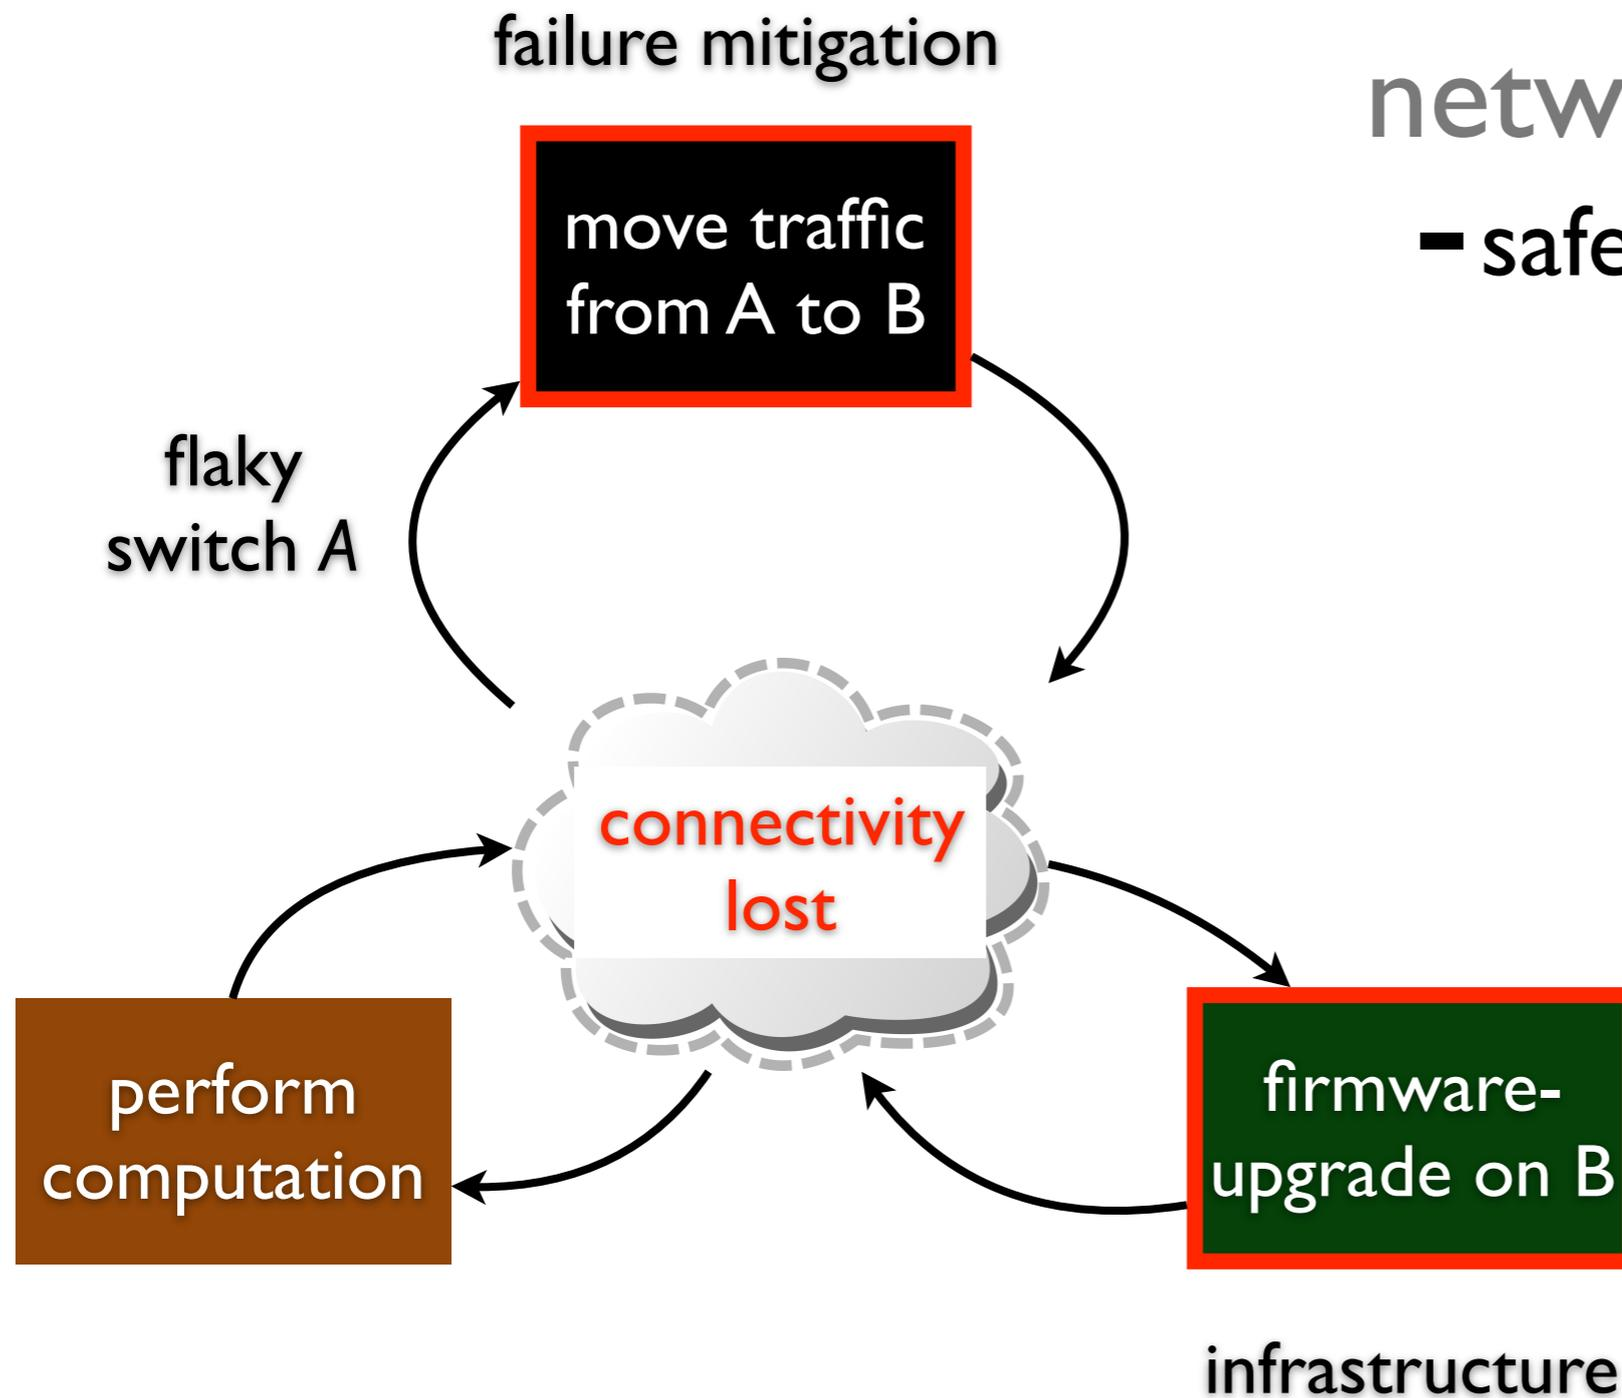 failure mitigation
netw
- safe
move traffic
from A to B
flaky
switch A
connectivity
lost
perform
computation
firmware-
upgrade on B
infrastructure